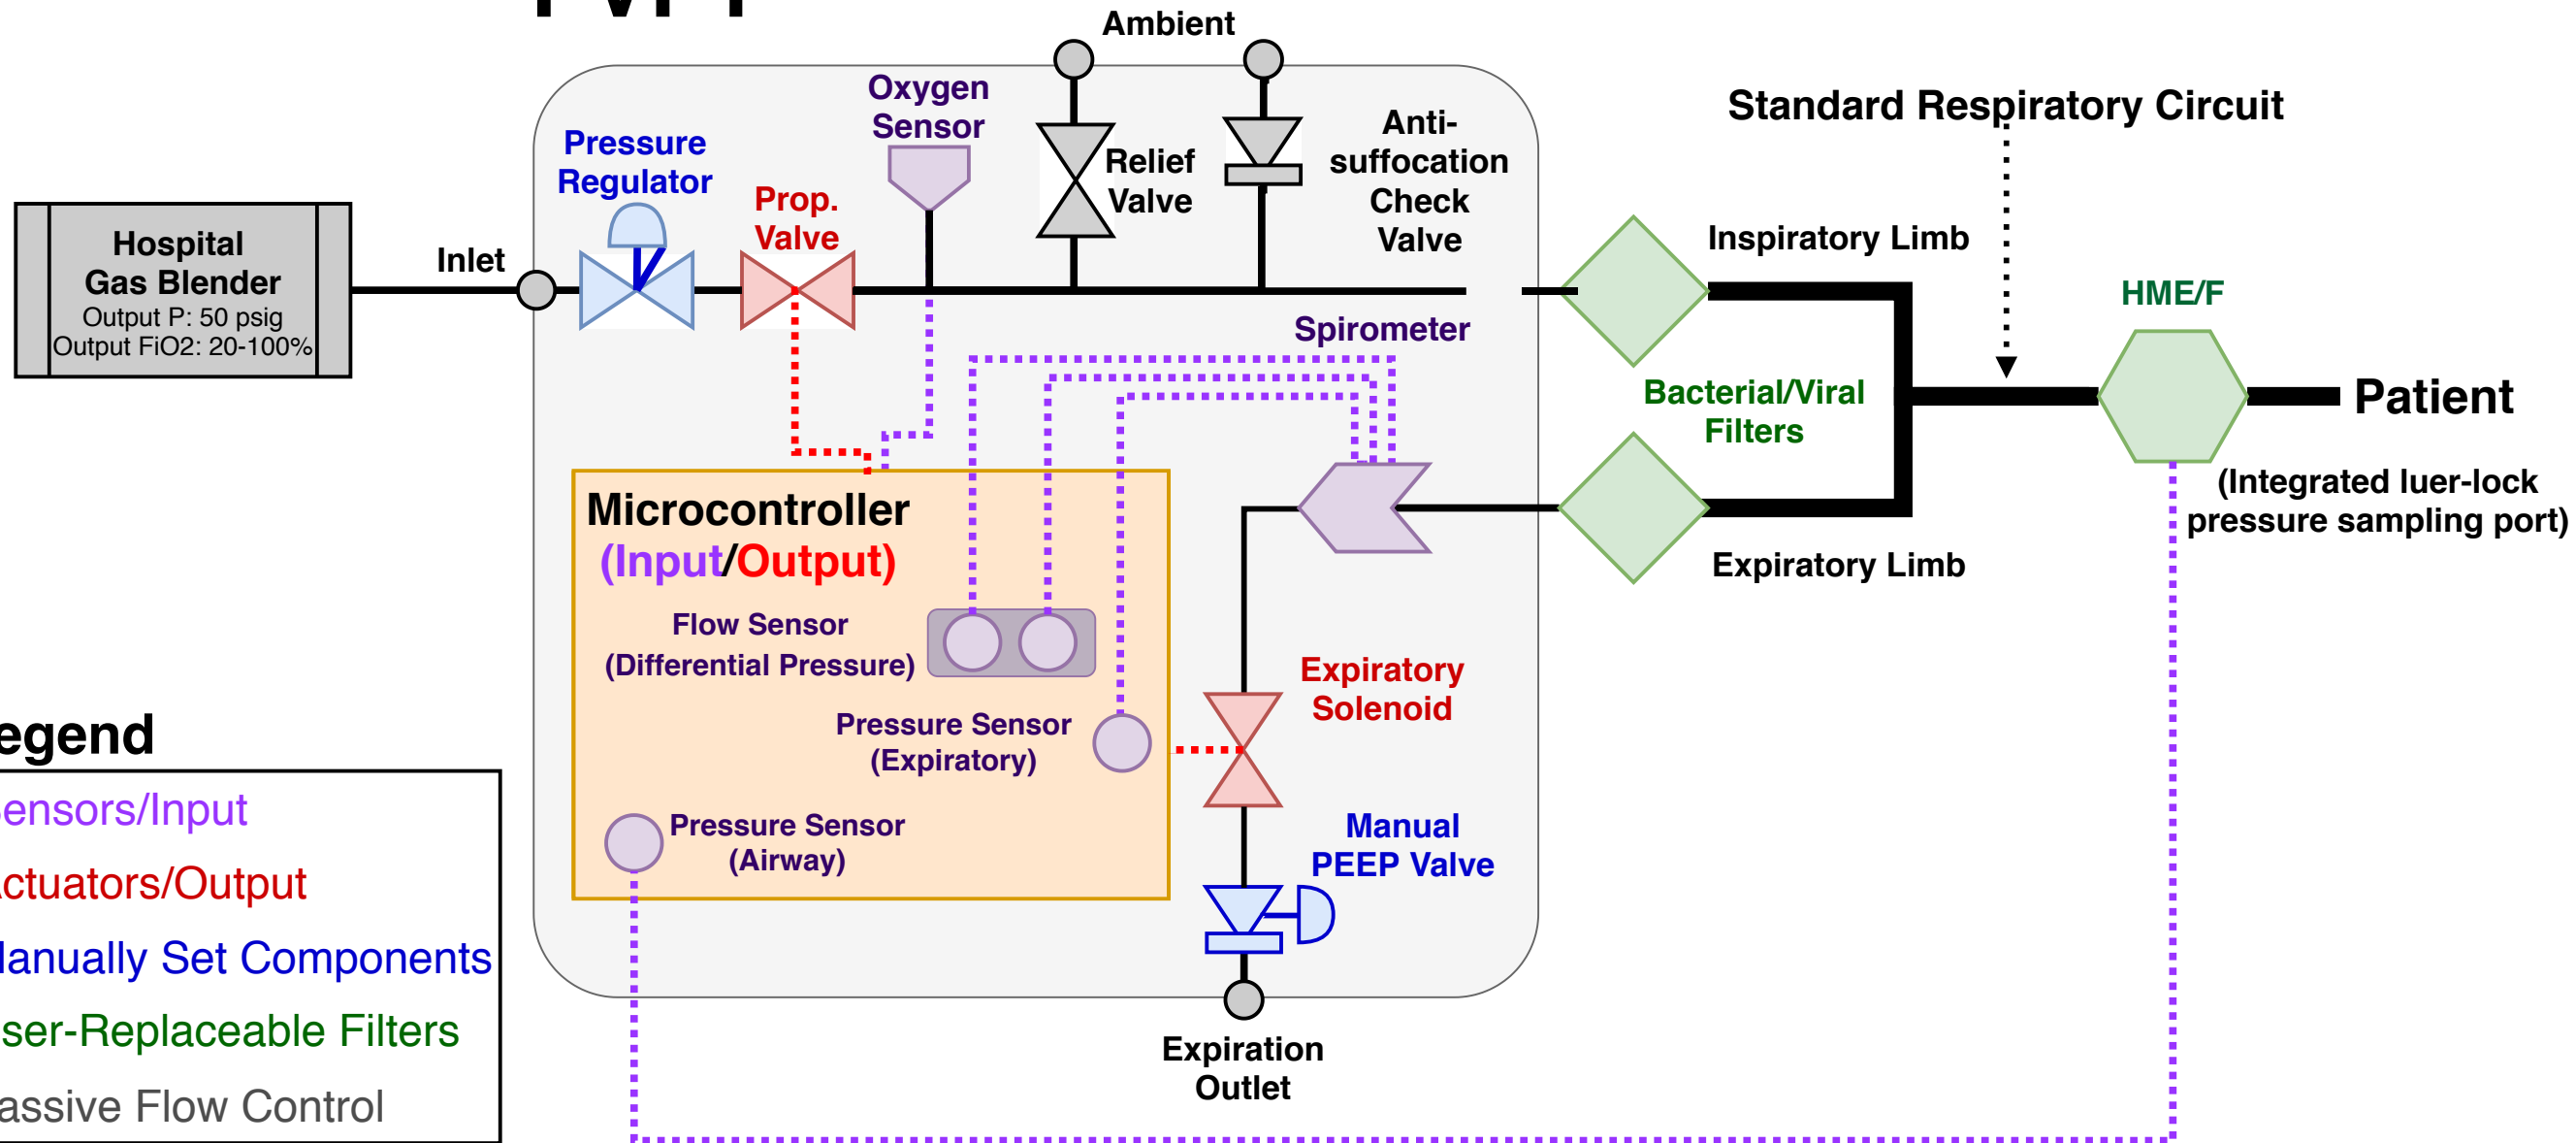 Ambient
Oxygen
Sensor
Pressure
Regulator
Prop.
Valve
Relief
Valve
Anti-
suffocation
Check
Valve
Standard Respiratory Circuit
Hospital
Gas Blender
Output P: 50 psig
Output FiO2: 20-100%
Inlet
Inspiratory Limb
HME/F
Spirometer
Bacterial/Viral
Filters
Patient
(Integrated luer-lock
pressure sampling port)
Expiratory Limb
Microcontroller
(Input/Output)
Flow Sensor
(Differential Pressure)
Pressure Sensor
(Expiratory)
Pressure Sensor
(Airway)
Expiratory
Solenoid
Manual
PEEP Valve
Expiration
Outlet
egend
ensors/Input
ctuators/Output
anually Set Components
ser-Replaceable Filters
assive Flow Control